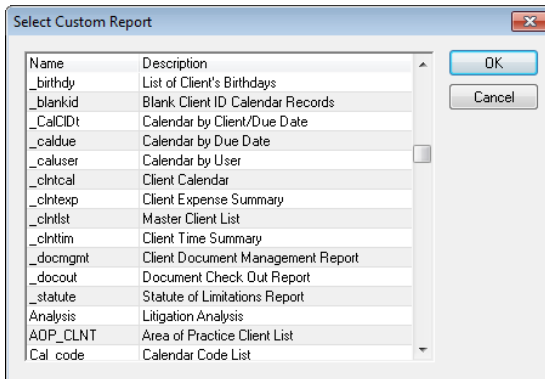 Select Custom Report
Name Description
_birthdy List of Client's Birthdays
_blankid Blank Client ID Calendar Records
_CalClDt Calendar by Client/Due Date
_caldue Calendar by Due Date
_caluser Calendar by User
_clntcal Client Calendar
_clntexp Client Expense Summary
_clntlst Master Client List
_clnttim Client Time Summary
_docmgmt Client Document Management Report
_docout Document Check Out Report
_statute Statute of Limitations Report
Analysis Litigation Analysis
AOP_CLNT Area of Practice Client List
Cal_code Calendar Code List
OK
Cancel